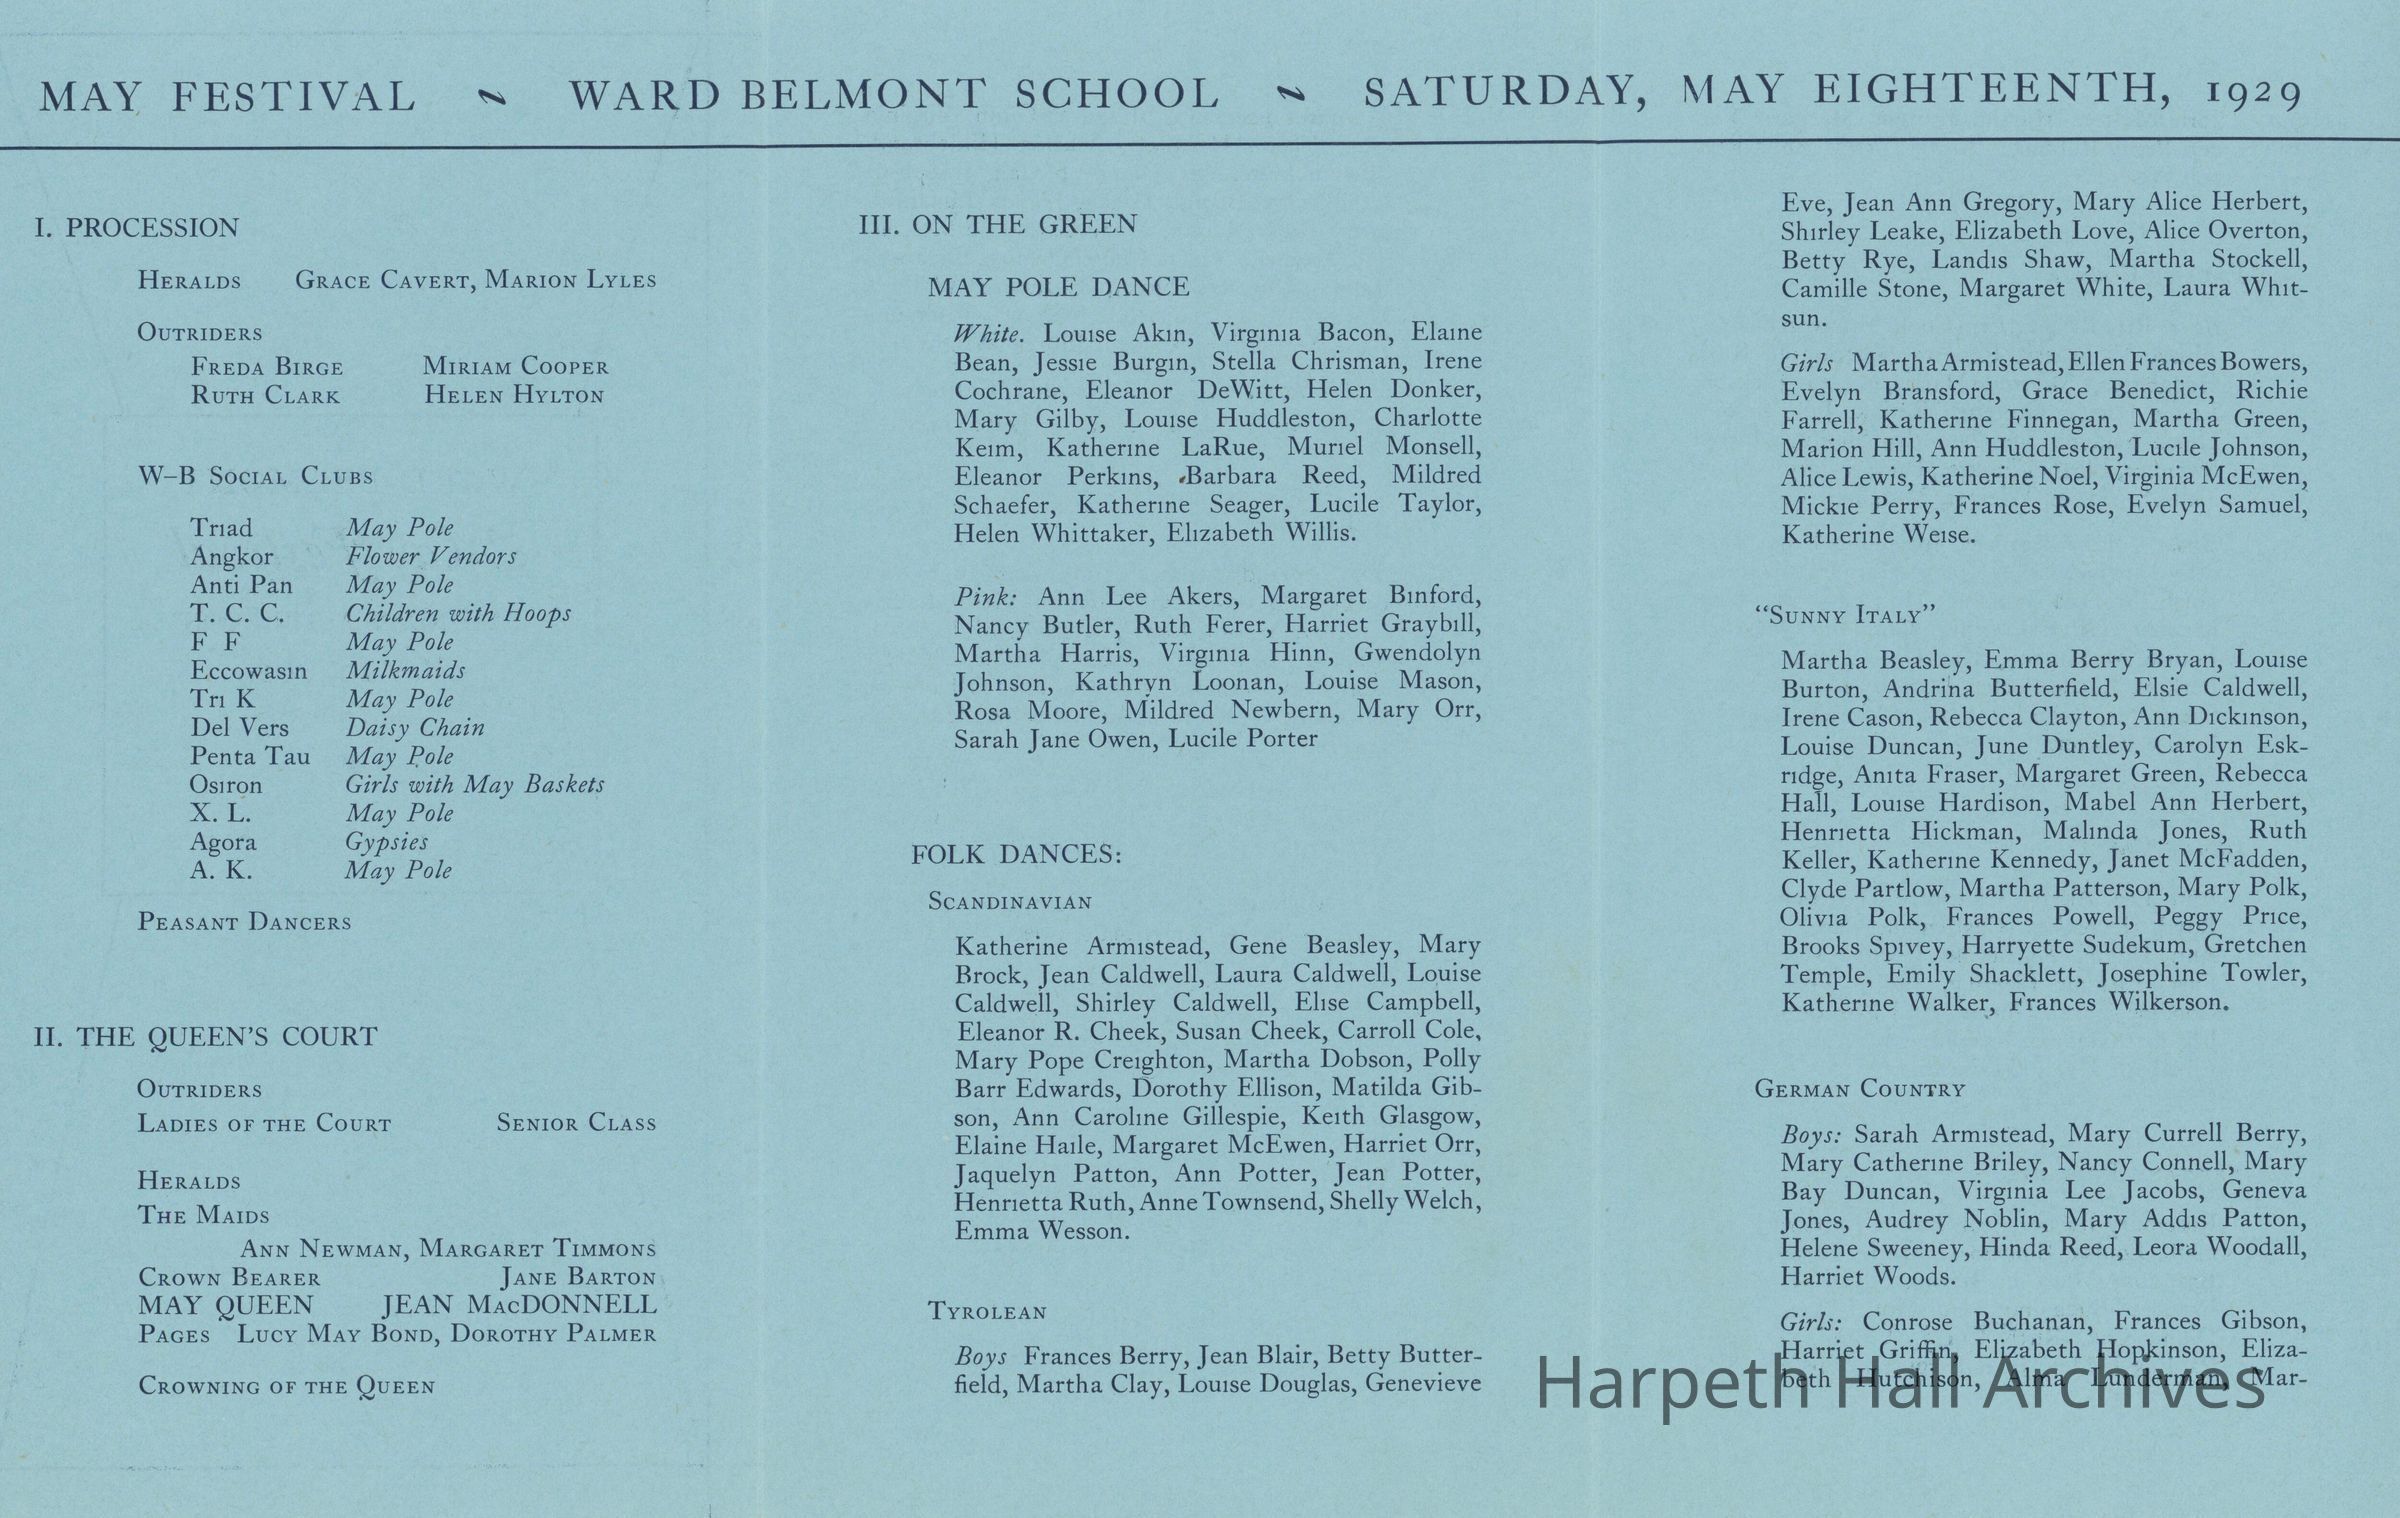 MAY FESTIVAL ~ WARD BELMONT SCHOOL ~ SATURDAY, MAY EIGHTEENTH, 1929
I. PROCESSION
HERALDS GRACE CAVERT, MARION LYLES
OUTRIDERS
FREDA BIRGE MIRIAM COOPER
RUTH CLARK HELEN HYLTON
W–B SOCIAL CLUBS
Triad May Pole
Angkor Flower Vendors
Anti Pan May Pole
T. C. C. Children with Hoops
F F May Pole
Eccowasin Milkmaids
Tri K May Pole
Del Vers Daisy Chain
Penta Tau May Pole
Osiron Girls with May Baskets
X. L. May Pole
Agora Gypsies
A. K. May Pole
PEASANT DANCERS
II. THE QUEEN'S COURT
OUTRIDERS
LADIES OF THE COURT SENIOR CLASS
HERALDS
THE MAIDS
ANN NEWMAN, MARGARET TIMMONS
CROWN BEARER JANE BARTON
MAY QUEEN JEAN MACDONNELL
PAGES LUCY MAY BOND, DOROTHY PALMER
CROWNING OF THE QUEEN
III. ON THE GREEN
MAY POLE DANCE
White. Louise Akin, Virginia Bacon, Elaine
Bean, Jessie Burgin, Stella Chrisman, Irene
Cochrane, Eleanor DeWitt, Helen Donker,
Mary Gilby, Louise Huddleston, Charlotte
Keim, Katherine LaRue, Muriel Monsell,
Eleanor Perkins, Barbara Reed, Mildred
Schaefer, Katherine Seager, Lucile Taylor,
Helen Whittaker, Elizabeth Willis.
Pink: Ann Lee Akers, Margaret Binford,
Nancy Butler, Ruth Ferer, Harriet Graybill,
Martha Harris, Virginia Hinn, Gwendolyn
Johnson, Kathryn Loonan, Louise Mason,
Rosa Moore, Mildred Newbern, Mary Orr,
Sarah Jane Owen, Lucile Porter
FOLK DANCES:
SCANDINAVIAN
Katherine Armistead, Gene Beasley, Mary
Brock, Jean Caldwell, Laura Caldwell, Louise
Caldwell, Shirley Caldwell, Elise Campbell,
Eleanor R. Cheek, Susan Cheek, Carroll Cole,
Mary Pope Creighton, Martha Dobson, Polly
Barr Edwards, Dorothy Ellison, Matilda Gib-
son, Ann Caroline Gillespie, Keith Glasgow,
Elaine Haile, Margaret McEwen, Harriet Orr,
Jaquelyn Patton, Ann Potter, Jean Potter,
Henrietta Ruth, Anne Townsend, Shelly Welch,
Emma Wesson.
TYROLEAN
Boys Frances Berry, Jean Blair, Betty Butter-
field, Martha Clay, Louise Douglas, Genevieve
Eve, Jean Ann Gregory, Mary Alice Herbert,
Shirley Leake, Elizabeth Love, Alice Overton,
Betty Rye, Landis Shaw, Martha Stockell,
Camille Stone, Margaret White, Laura Whit-
sun.
Girls Martha Armistead, Ellen Frances Bowers,
Evelyn Bransford, Grace Benedict, Richie
Farrell, Katherine Finnegan, Martha Green,
Marion Hill, Ann Huddleston, Lucile Johnson,
Alice Lewis, Katherine Noel, Virginia McEwen,
Mickie Perry, Frances Rose, Evelyn Samuel,
Katherine Weise.
"SUNNY ITALY"
Martha Beasley, Emma Berry Bryan, Louise
Burton, Andrina Butterfield, Elsie Caldwell,
Irene Cason, Rebecca Clayton, Ann Dickinson,
Louise Duncan, June Duntley, Carolyn Esk-
ridge, Anita Fraser, Margaret Green, Rebecca
Hall, Louise Hardison, Mabel Ann Herbert,
Henrietta Hickman, Malinda Jones, Ruth
Keller, Katherine Kennedy, Janet McFadden,
Clyde Partlow, Martha Patterson, Mary Polk,
Olivia Polk, Frances Powell, Peggy Price,
Brooks Spivey, Harryette Sudekum, Gretchen
Temple, Emily Shacklett, Josephine Towler,
Katherine Walker, Frances Wilkerson.
GERMAN COUNTRY
Boys: Sarah Armistead, Mary Currell Berry,
Mary Catherine Briley, Nancy Connell, Mary
Bay Duncan, Virginia Lee Jacobs, Geneva
Jones, Audrey Noblin, Mary Addis Patton,
Helene Sweeney, Hinda Reed, Leora Woodall,
Harriet Woods.
Girls: Conrose Buchanan, Frances Gibson,
Harriet Griffin, Elizabeth Hopkinson, Eliza-
beth Hutchison, Alma Lunderman, Mar-
Harpeth Hall Archives